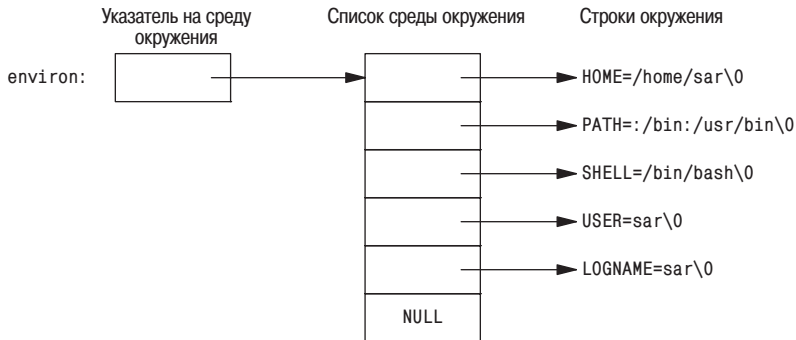 Указатель на среду
окружения
Список среды окружения
Строки окружения
environ:
HOME=/home/sar\0
PATH=:/bin:/usr/bin\0
SHELL=/bin/bash\0
USER=sar\0
LOGNAME=sar\0
NULL